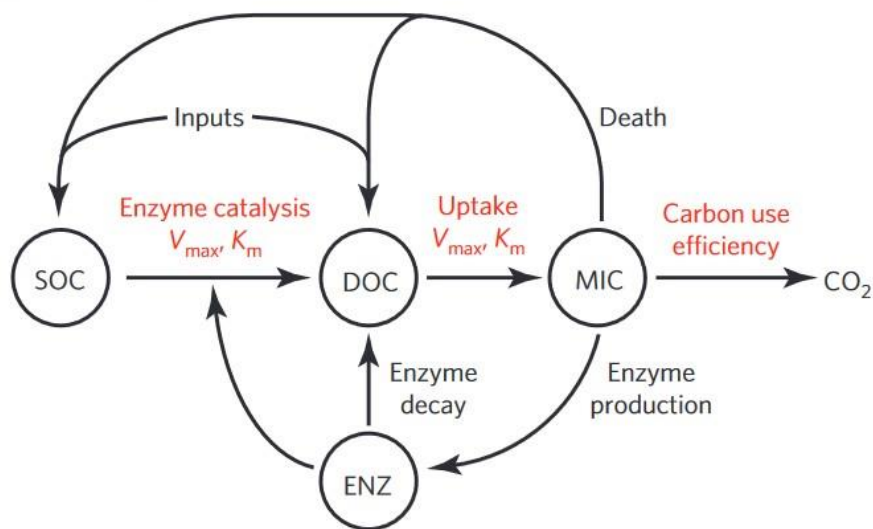 Inputs
Death
Enzyme catalysis
Vmax, Km
Uptake
Vmax, Km
Carbon use
efficiency
SOC
DOC
MIC
CO2
Enzyme
decay
Enzyme
production
ENZ